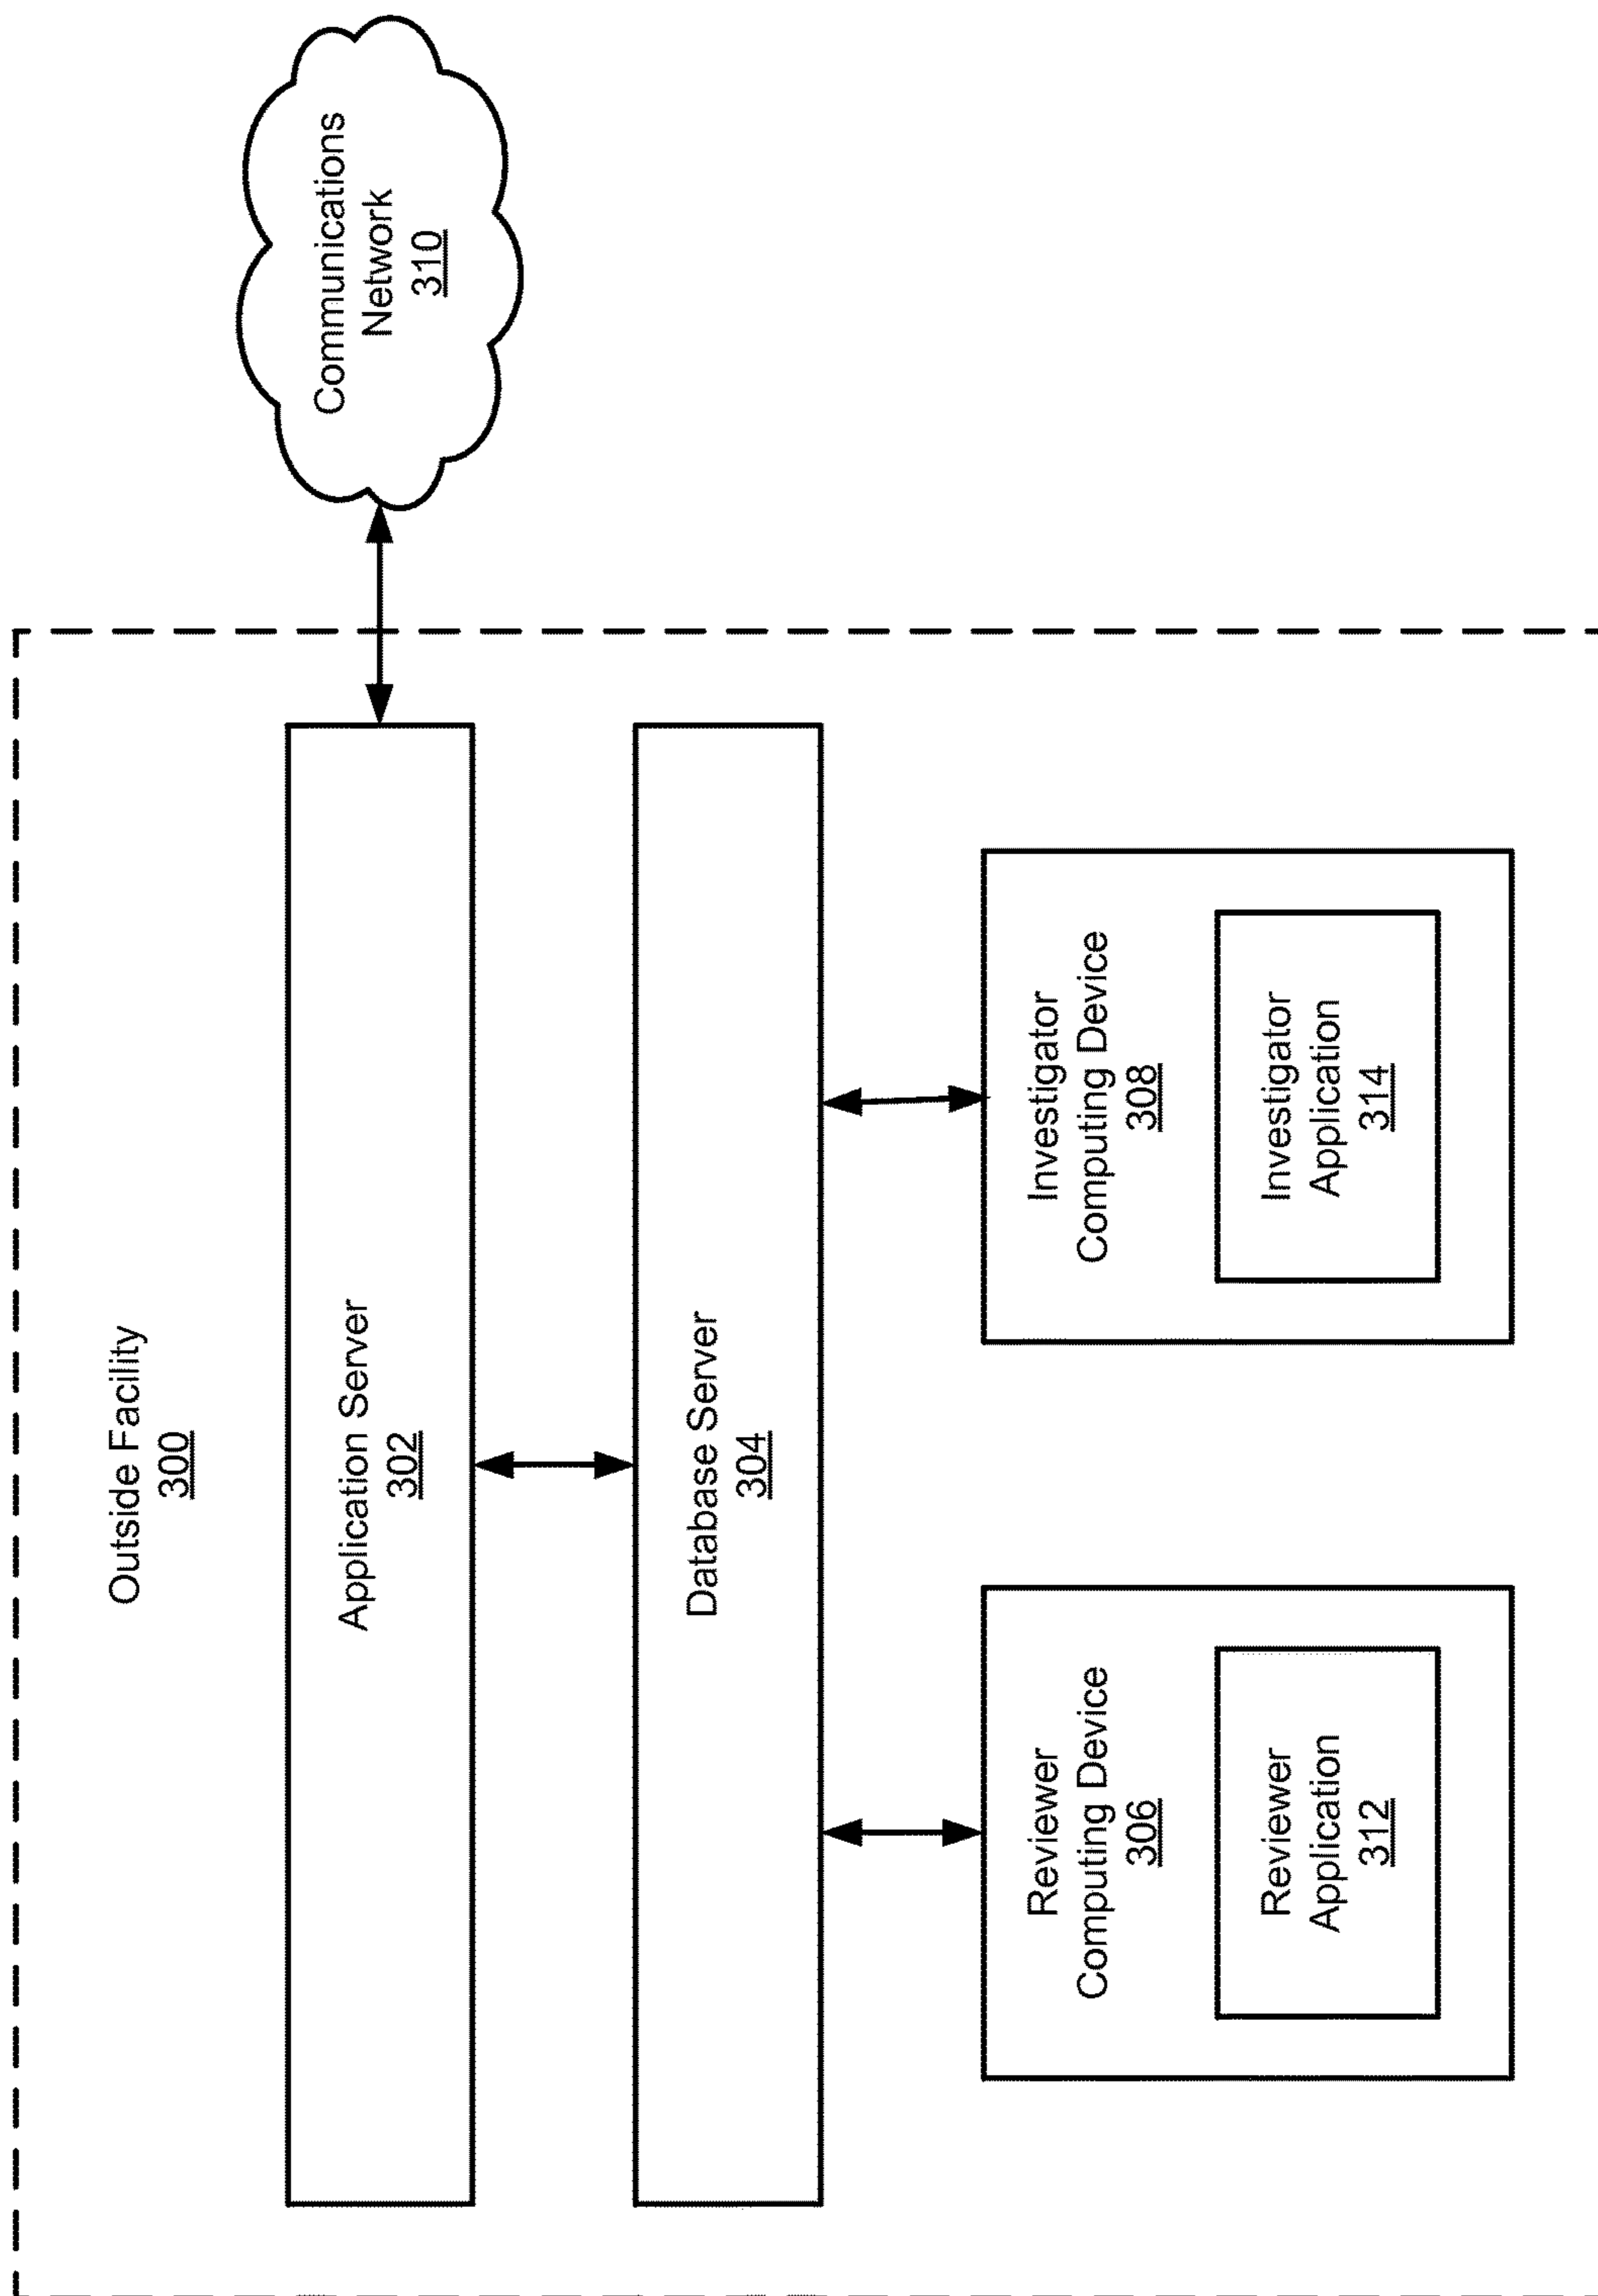 Outside Facility
300
Application Server
302
Communications
Network
310
Database Server
304
Reviewer
Computing Device
306
Reviewer
Application
312
Investigator
Computing Device
308
Investigator
Application
314